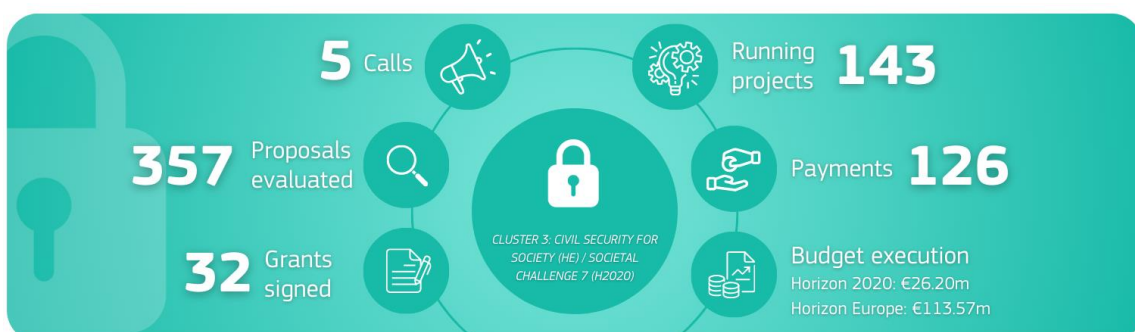 5 Calls
357 Proposals
evaluated
32 Grants
signed
CLUSTER 3: CIVIL SECURITY FOR
SOCIETY (HE) / SOCIETAL
CHALLENGE 7 (H2020)
Running
projects 143
Payments 126
Budget execution
Horizon 2020: €26.20m
Horizon Europe: €113.57m